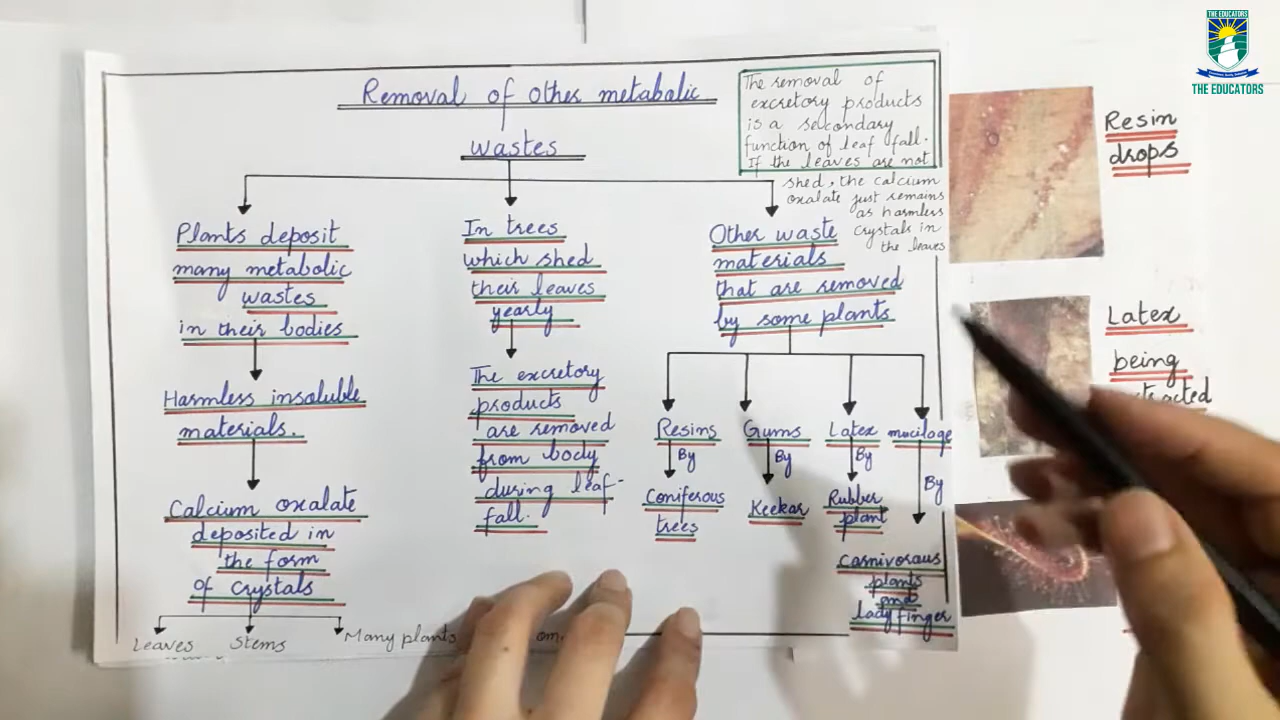 THE EDUCATORS
THE EDUCATORS
Removal of Other metabalic
wastes
The removal of
excretory products
is a secondary
function of leaf fall.
If the leaves are not
shed, the calcium
oxalate just remains
as harmless
crystals in
the leaves
Plants deposit
many metabolic
wastes
in their bodies
Harmless insoluble
materials.
Calcium oxalate
deposited in
the form
of crystals
Leaves
Stems
Many plants
In trees
which shed
their leaves
yearly
The excretory
products
are removed
from body
during leaf-
fall.
Other waste
materials
that are removed
by some plants
Resins
By
Coniferous
trees
Gums
By
Keekar
Latex
By
Rubber
plant
mucilage
By
Carnivorous
plants
and
lady finger
Resin
drops
Latex
being